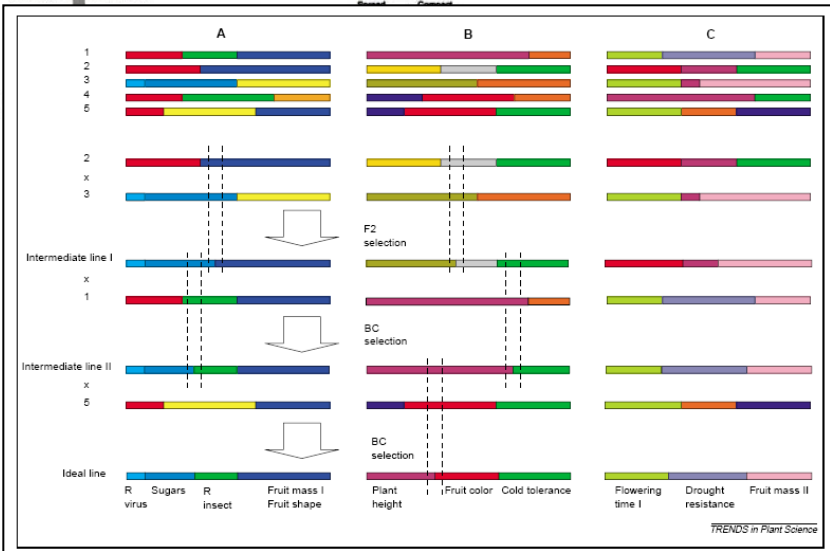 A B C
1
2
3
4
5
2
x
3
F2
selection
Intermediate line I
x
1
BC
selection
Intermediate line II
x
5
BC
selection
Ideal line
R
virus
Sugars
R
insect
Fruit mass I
Fruit shape
Plant
height
Fruit color
Cold tolerance
Flowering
time I
Drought
resistance
Fruit mass II
TRENDS in Plant Science